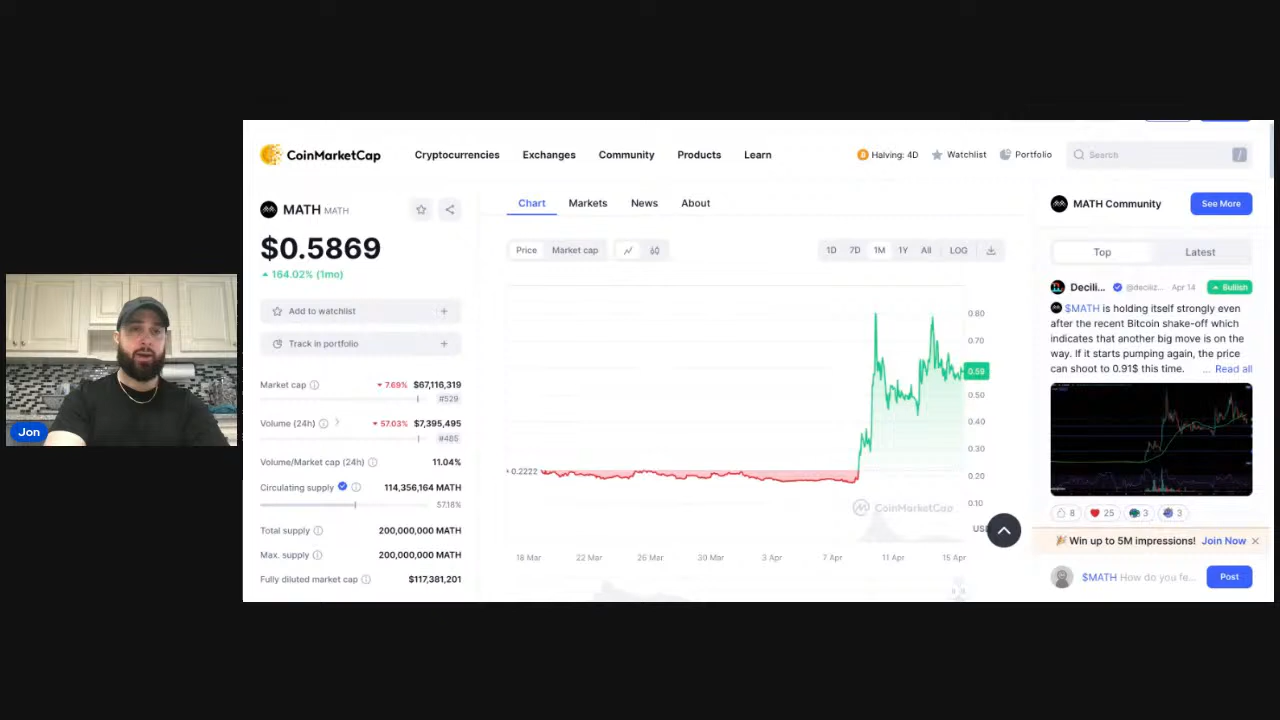 CoinMarketCap
Cryptocurrencies
Exchanges
Community
Products
Learn
Halving: 4D
Watchlist
Portfolio
Search
/
MATH MATH
$0.5869
164.02% (1mo)
Add to watchlist
+
Track in portfolio
+
Market cap
7.69% $67,116,319
#529
Volume (24h)
57.03% $7,395,495
#485
Volume/Market cap (24h)
11.04%
Circulating supply
114,356,164 MATH
57.18%
Total supply
200,000,000 MATH
Max. supply
200,000,000 MATH
Fully diluted market cap
$117,381,201
Chart
Markets
News
About
Price
Market cap
1D
7D
1M
1Y
All
LOG
0.80
0.70
0.59
0.50
0.40
0.30
0.20
0.10
0.2222
CoinMarketCap
18 Mar
22 Mar
26 Mar
30 Mar
3 Apr
7 Apr
11 Apr
15 Apr
MATH Community
See More
Top
Latest
Decili... @deciliz... Apr 14
Bullish
$MATH is holding itself strongly even
after the recent Bitcoin shake-off which
indicates that another big move is on the
way. If it starts pumping again, the price
can shoot to 0.91$ this time. ... Read all
8
25
3
3
Win up to 5M impressions! Join Now
$MATH How do you fe...
Post
Jon